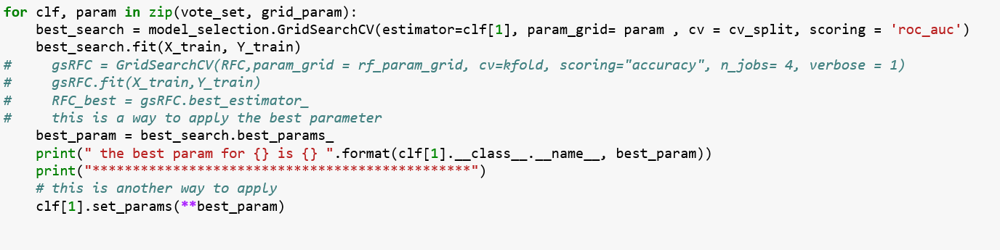 for clf, param in zip(vote_set, grid_param):
    best_search = model_selection.GridSearchCV(estimator=clf[1], param_grid= param , cv = cv_split, scoring = 'roc_auc')
    best_search.fit(X_train, Y_train)
#     gsRFC = GridSearchCV(RFC,param_grid = rf_param_grid, cv=kfold, scoring="accuracy", n_jobs= 4, verbose = 1)
#     gsRFC.fit(X_train,Y_train)
#     RFC_best = gsRFC.best_estimator_
#     this is a way to apply the best parameter
    best_param = best_search.best_params_
    print(" the best param for {} is {} ".format(clf[1].__class__.__name__, best_param))
    print("***********************************************")
    # this is another way to apply
    clf[1].set_params(**best_param)